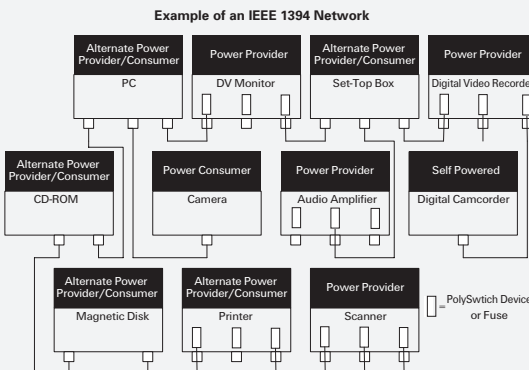 Example of an IEEE 1394 Network
Alternate Power
Provider/Consumer
PC
Power Provider
DV Monitor
Alternate Power
Provider/Consumer
Set-Top Box
Power Provider
Digital Video Recorde
Alternate Power
Provider/Consumer
CD-ROM
Power Consumer
Camera
Power Provider
Audio Amplifier
Self Powered
Digital Camcorder
Alternate Power
Provider/Consumer
Magnetic Disk
Alternate Power
Provider/Consumer
Printer
Power Provider
Scanner
= PolySwtich Device
or Fuse